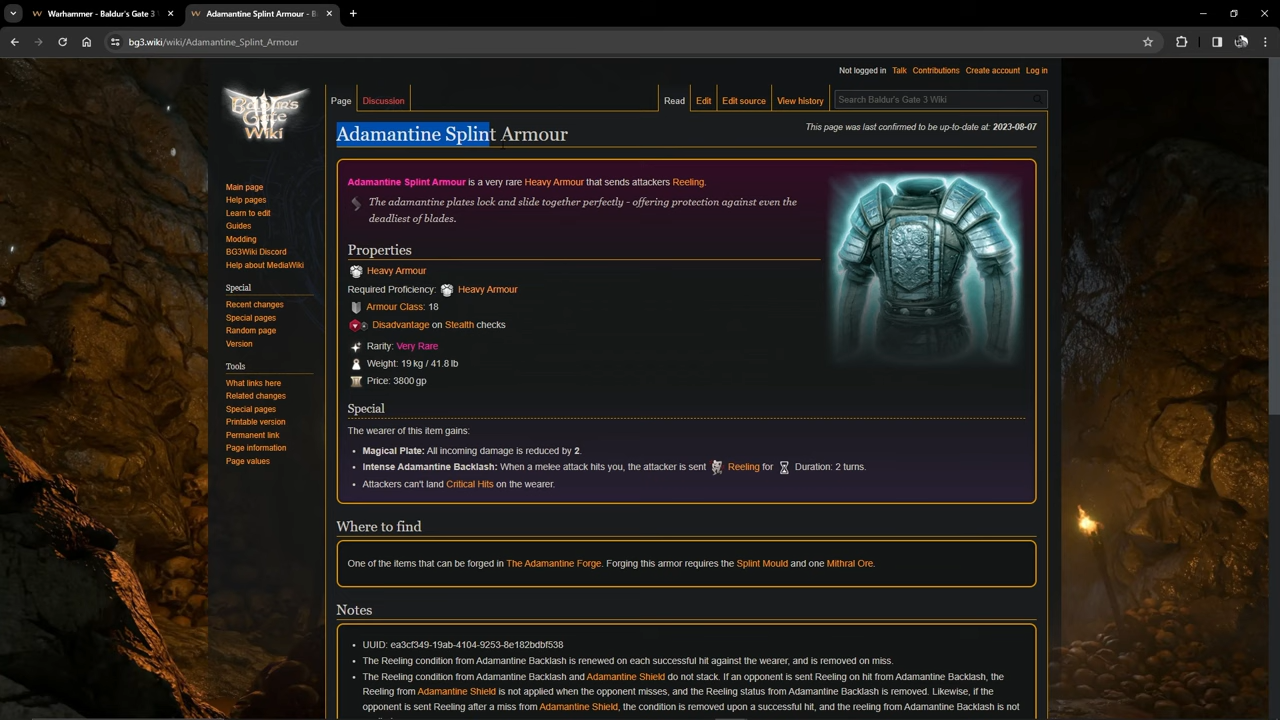 Warhammer - Baldur's Gate 3
Adamantine Splint Armour - B
bg3.wiki/wiki/Adamantine_Splint_Armour
Not logged in Talk Contributions Create account Log in
Baldur's Gate Wiki
Page Discussion Read Edit Edit source View history Search Baldur's Gate 3 Wiki
Adamantine Splint Armour
This page was last confirmed to be up-to-date at: 2023-08-07
Main page
Help pages
Learn to edit
Guides
Modding
BG3Wiki Discord
Help about MediaWiki
Special
Recent changes
Special pages
Random page
Version
Tools
What links here
Related changes
Special pages
Printable version
Permanent link
Page information
Page values
Adamantine Splint Armour is a very rare Heavy Armour that sends attackers Reeling.
The adamantine plates lock and slide together perfectly - offering protection against even the
deadliest of blades.
Properties
Heavy Armour
Required Proficiency: Heavy Armour
Armour Class: 18
Disadvantage on Stealth checks
Rarity: Very Rare
Weight: 19 kg / 41.8 lb
Price: 3800 gp
Special
The wearer of this item gains:
• Magical Plate: All incoming damage is reduced by 2.
• Intense Adamantine Backlash: When a melee attack hits you, the attacker is sent Reeling for Duration: 2 turns.
• Attackers can't land Critical Hits on the wearer.
Where to find
One of the items that can be forged in The Adamantine Forge. Forging this armor requires the Splint Mould and one Mithral Ore.
Notes
• UUID: ea3cf349-19ab-4104-9253-8e182bdbf538
• The Reeling condition from Adamantine Backlash is renewed on each successful hit against the wearer, and is removed on miss.
• The Reeling condition from Adamantine Backlash and Adamantine Shield do not stack. If an opponent is sent Reeling on hit from Adamantine Backlash, the
Reeling from Adamantine Shield is not applied when the opponent misses, and the Reeling status from Adamantine Backlash is removed. Likewise, if the
opponent is sent Reeling after a miss from Adamantine Shield, the condition is removed upon a successful hit, and the reeling from Adamantine Backlash is not